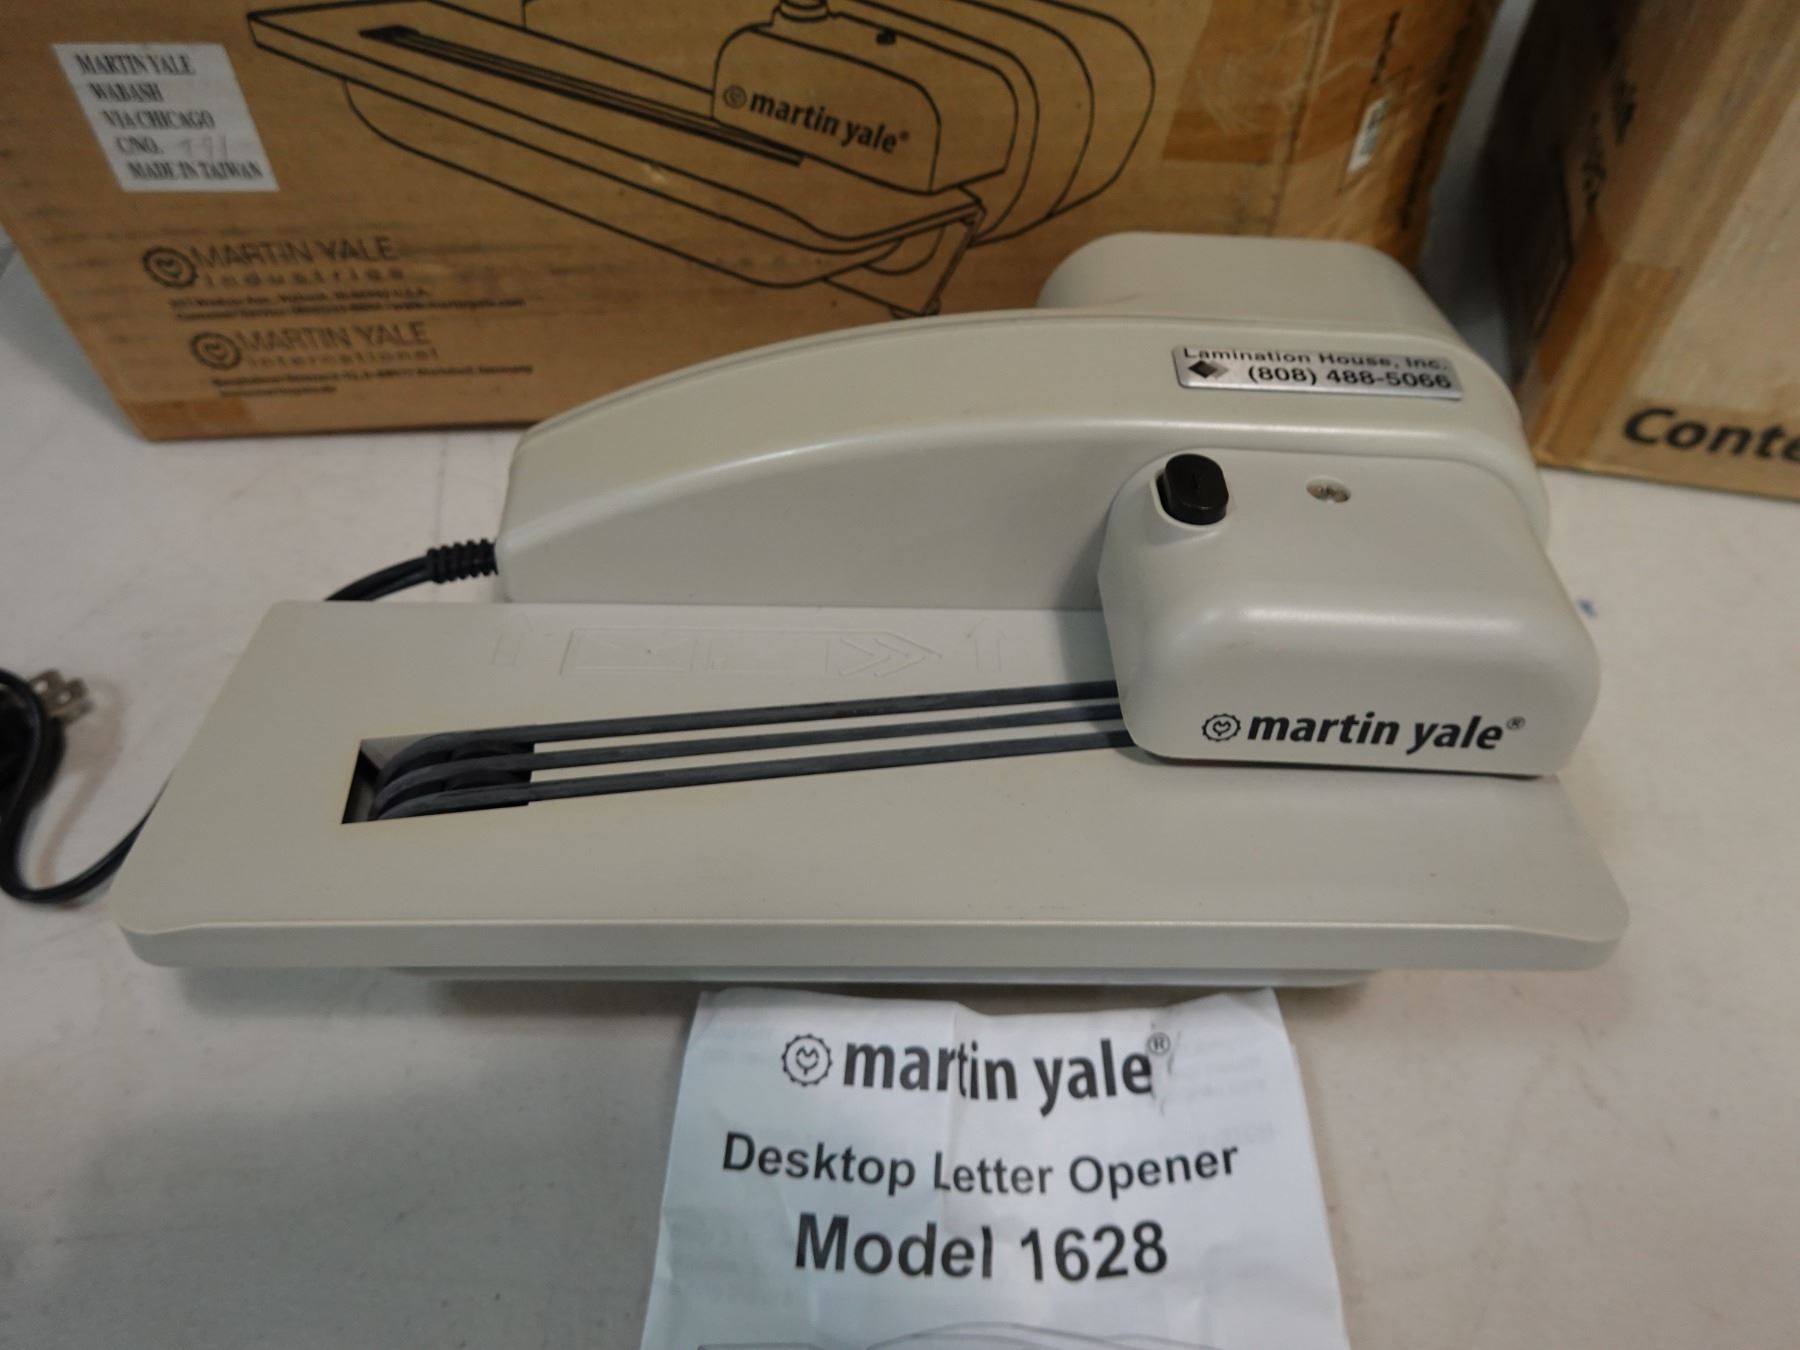 MARTIN YALE
WABASH
VIA CHICAGO
C/NO.
MADE IN TAIWAN
martin yale®
MARTIN YALE
industries
MARTIN YALE
international
Lamination House, Inc.
(808) 488-5066
martin yale®
Conte
martin yale®
Desktop Letter Opener
Model 1628